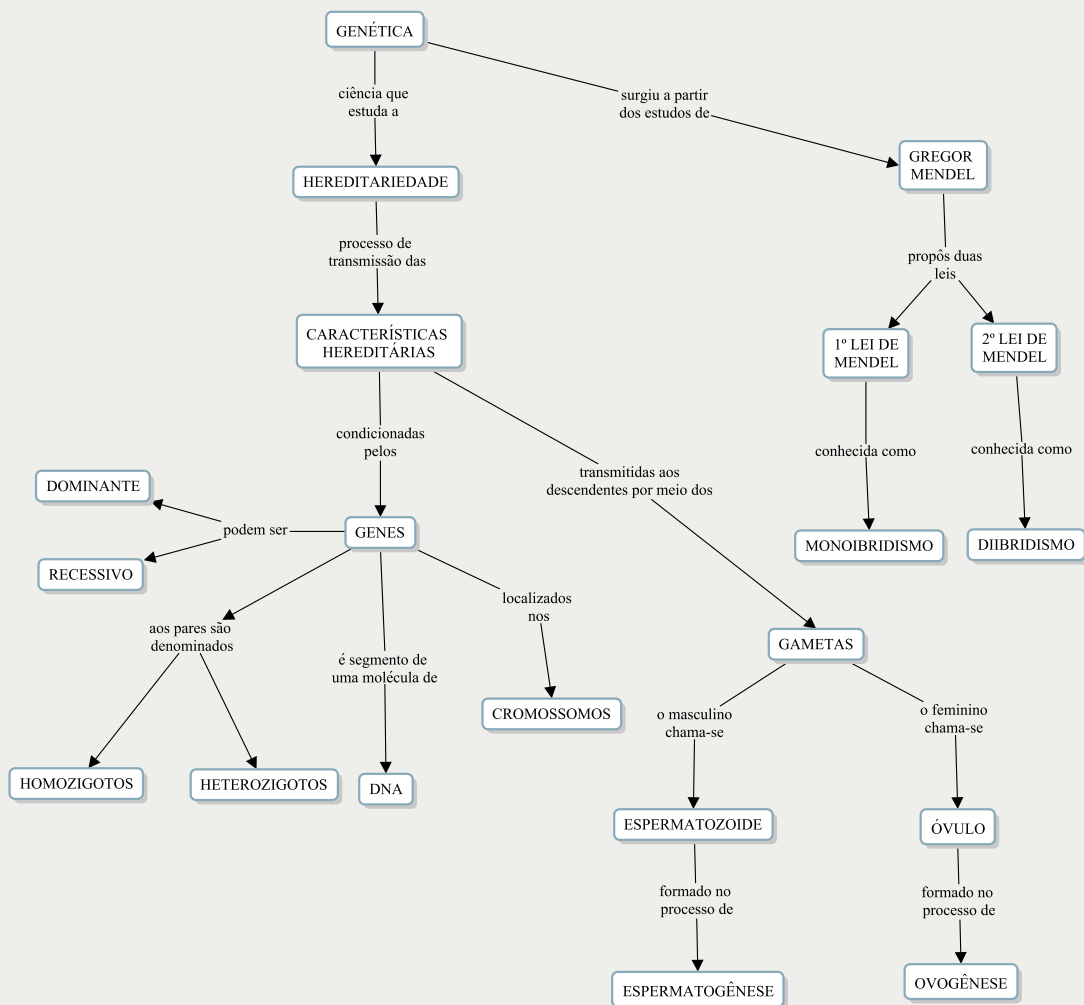 GENÉTICA
ciência que
estuda a
surgiu a partir
dos estudos de
GREGOR
MENDEL
HEREDITARIEDADE
processo de
transmissão das
propôs duas
leis
CARACTERÍSTICAS
HEREDITÁRIAS
1º LEI DE
MENDEL
2º LEI DE
MENDEL
condicionadas
pelos
transmitidas aos
descendentes por meio dos
conhecida como
conhecida como
DOMINANTE
podem ser
GENES
RECESSIVO
MONOIBRIDISMO
DIIBRIDISMO
aos pares são
denominados
é segmento de
uma molécula de
localizados
nos
GAMETAS
CROMOSSOMOS
o masculino
chama-se
o feminino
chama-se
HOMOZIGOTOS
HETEROZIGOTOS
DNA
ESPERMATOZOIDE
ÓVULO
formado no
processo de
formado no
processo de
ESPERMATOGÊNESE
OVOGÊNESE